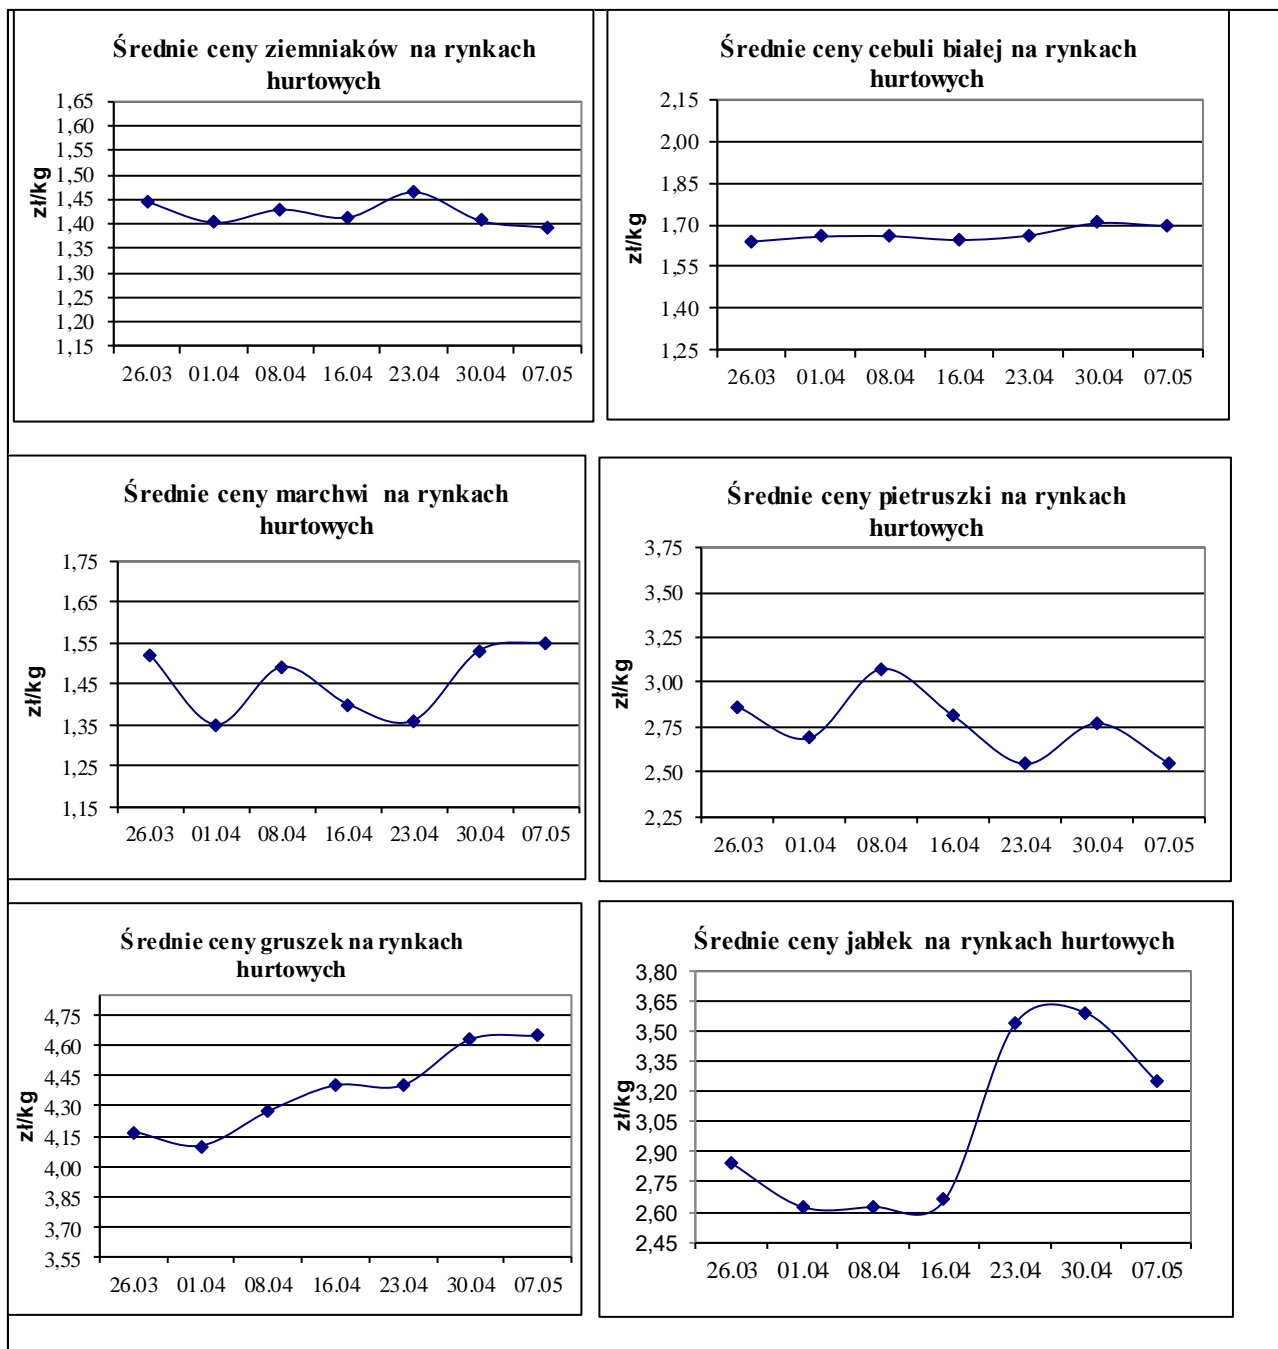 Średnie ceny ziemniaków na rynkach
hurtowych
zł/kg
1,65
1,60
1,55
1,50
1,45
1,40
1,35
1,30
1,25
1,20
1,15
26.03 01.04 08.04 16.04 23.04 30.04 07.05
Średnie ceny cebuli białej na rynkach
hurtowych
zł/kg
2,15
2,00
1,85
1,70
1,55
1,40
1,25
26.03 01.04 08.04 16.04 23.04 30.04 07.05
Średnie ceny marchwi na rynkach
hurtowych
zł/kg
1,75
1,65
1,55
1,45
1,35
1,25
1,15
26.03 01.04 08.04 16.04 23.04 30.04 07.05
Średnie ceny pietruszki na rynkach
hurtowych
zł/kg
3,75
3,50
3,25
3,00
2,75
2,50
2,25
26.03 01.04 08.04 16.04 23.04 30.04 07.05
Średnie ceny gruszek na rynkach
hurtowych
zł/kg
4,75
4,60
4,45
4,30
4,15
4,00
3,85
3,70
3,55
26.03 01.04 08.04 16.04 23.04 30.04 07.05
Średnie ceny jabłek na rynkach hurtowych
zł/kg
3,80
3,65
3,50
3,35
3,20
3,05
2,90
2,75
2,60
2,45
26.03 01.04 08.04 16.04 23.04 30.04 07.05